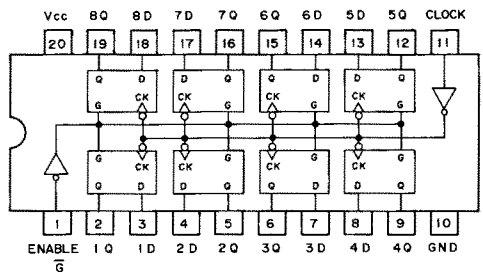 Vcc 8Q 8D 7D 7Q 6Q 6D 5D 5Q CLOCK
20 19 18 17 16 15 14 13 12 11
Q D D Q Q D D Q
CK CK CK CK
G G G G
G G G G
CK CK CK CK
Q D D Q Q D D Q
1 2 3 4 5 6 7 8 9 10
ENABLE 1Q 1D 2D 2Q 3Q 3D 4D 4Q GND
G